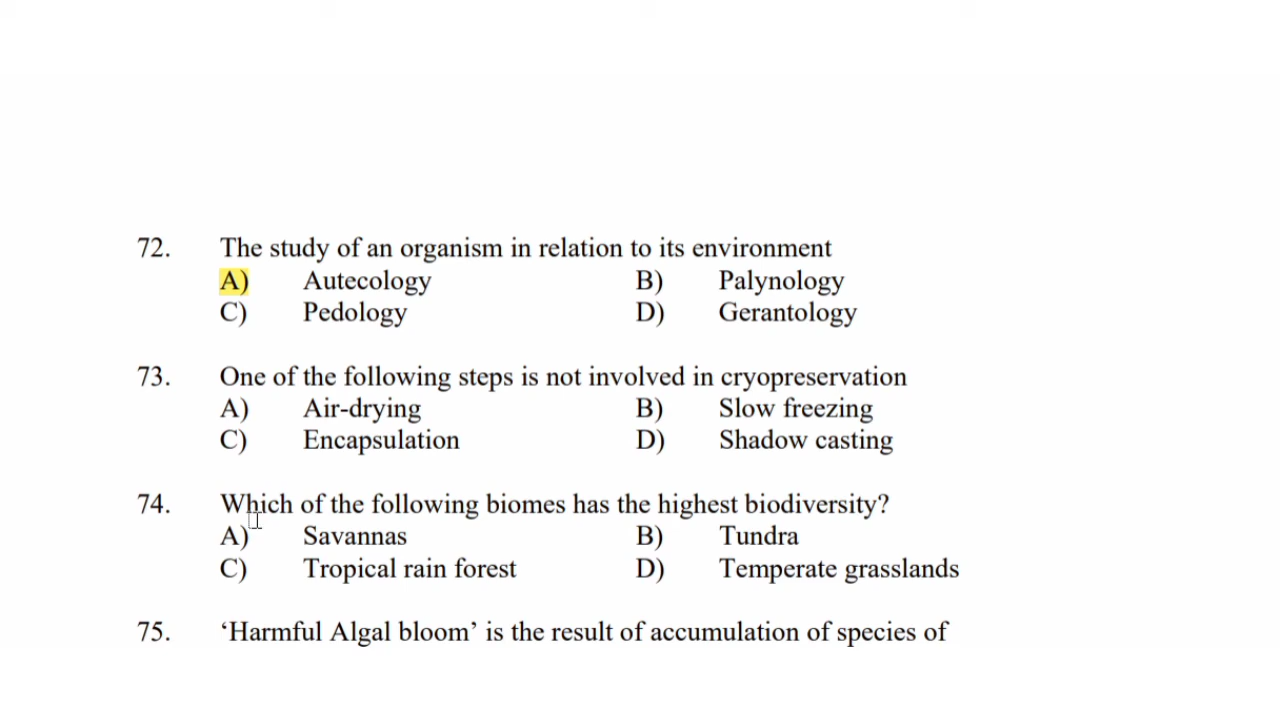 72. The study of an organism in relation to its environment
A) Autecology B) Palynology
C) Pedology D) Gerantology
73. One of the following steps is not involved in cryopreservation
A) Air-drying B) Slow freezing
C) Encapsulation D) Shadow casting
74. Which of the following biomes has the highest biodiversity?
A) Savannas B) Tundra
C) Tropical rain forest D) Temperate grasslands
75. ‘Harmful Algal bloom’ is the result of accumulation of species of